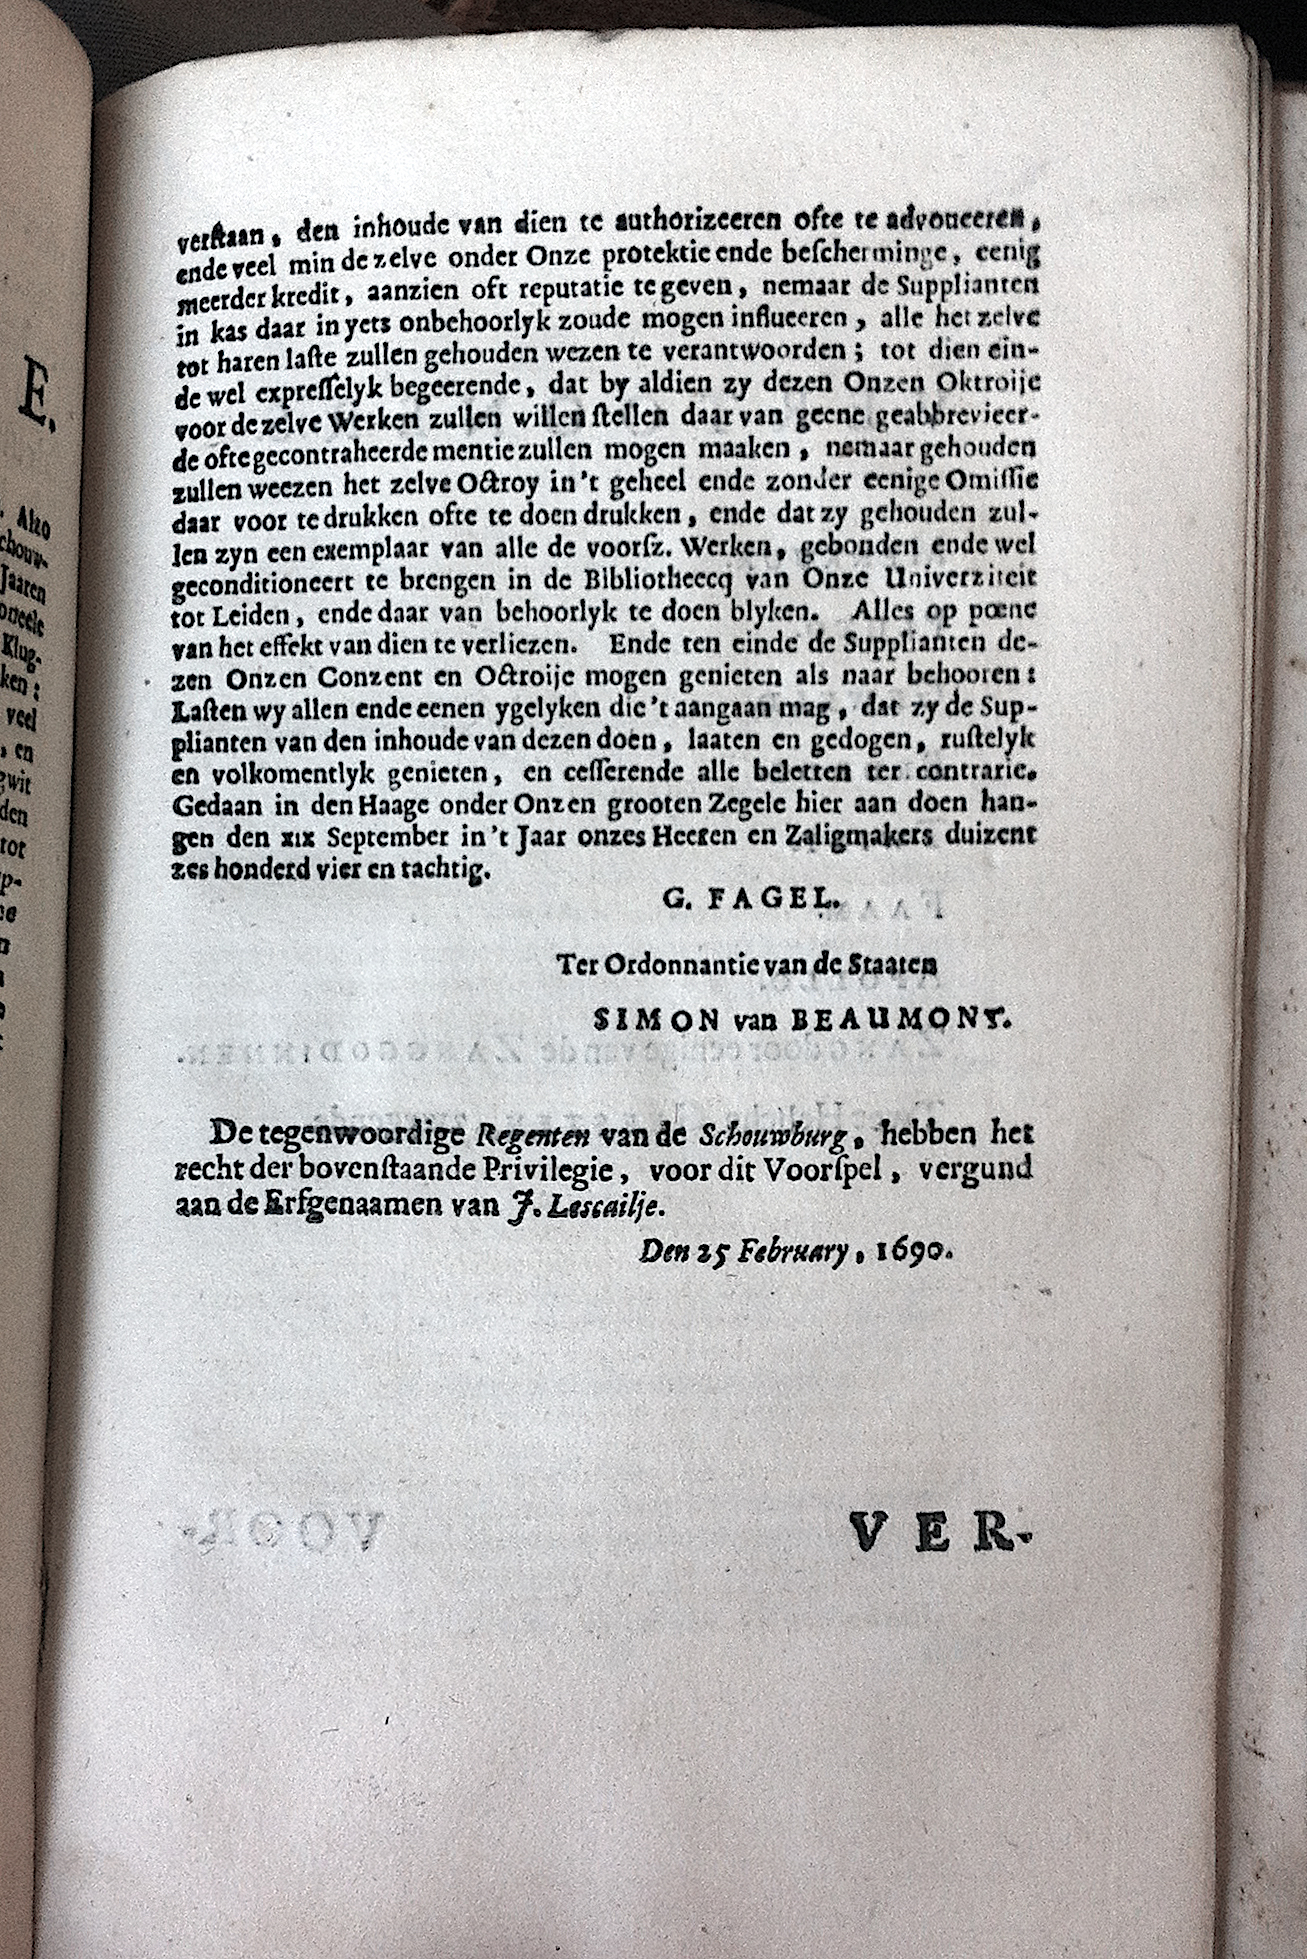 verſtaan, den inhoude van dien te authorizeeren ofte te advoueeren,
ende veel min de zelve onder Onze protektie ende beſcherminge, eenig
meerder kredit, aanzien oft reputatie te geven, nemaar de Supplianten
in kas daar in yets onbehoorlyk zoude mogen influeeren, alle het zelve
tot haren laſte zullen gehouden wezen te verantwoorden; tot dien ein-
de wel expreſſelyk begeerende, dat by aldien zy dezen Onzen Oktroije
voor de zelve Werken zullen willen ſtellen daar van geene geabbrevieer-
de ofte gecontraheerde mentie zullen mogen maaken, nemaar gehouden
zullen weezen het zelve Octroy in 't geheel ende zonder eenige Omiſſie
daar voor te drukken ofte te doen drukken, ende dat zy gehouden zul-
len zyn een exemplaar van alle de voorſz. Werken, gebonden ende wel
geconditioneert te brengen in de Bibliotheecq van Onze Univerziteit
tot Leiden, ende daar van behoorlyk te doen blyken. Alles op pœne
van het effekt van dien te verliezen. Ende ten einde de Supplianten de-
zen Onzen Conzent en Octroije mogen genieten als naar behooren:
Laſten wy allen ende eenen ygelyken die 't aangaan mag, dat zy de Sup-
plianten van den inhoude van dezen doen, laaten en gedogen, ruſtelyk
en volkomentlyk genieten, en ceſſerende alle beletten ter contrarie.
Gedaan in den Haage onder Onzen grooten Zegele hier aan doen han-
gen den xix September in 't Jaar onzes Heeren en Zaligmakers duizent
zes honderd vier en tachtig.
G. FAGEL.
Ter Ordonnantie van de Staaten
SIMON van BEAUMONT.
De tegenwoordige Regenten van de Schouwburg, hebben het
recht der bovenſtaande Privilegie, voor dit Voorſpel, vergund
aan de Erfgenaamen van J. Lescailje.
Den 25 February, 1690.
VER-